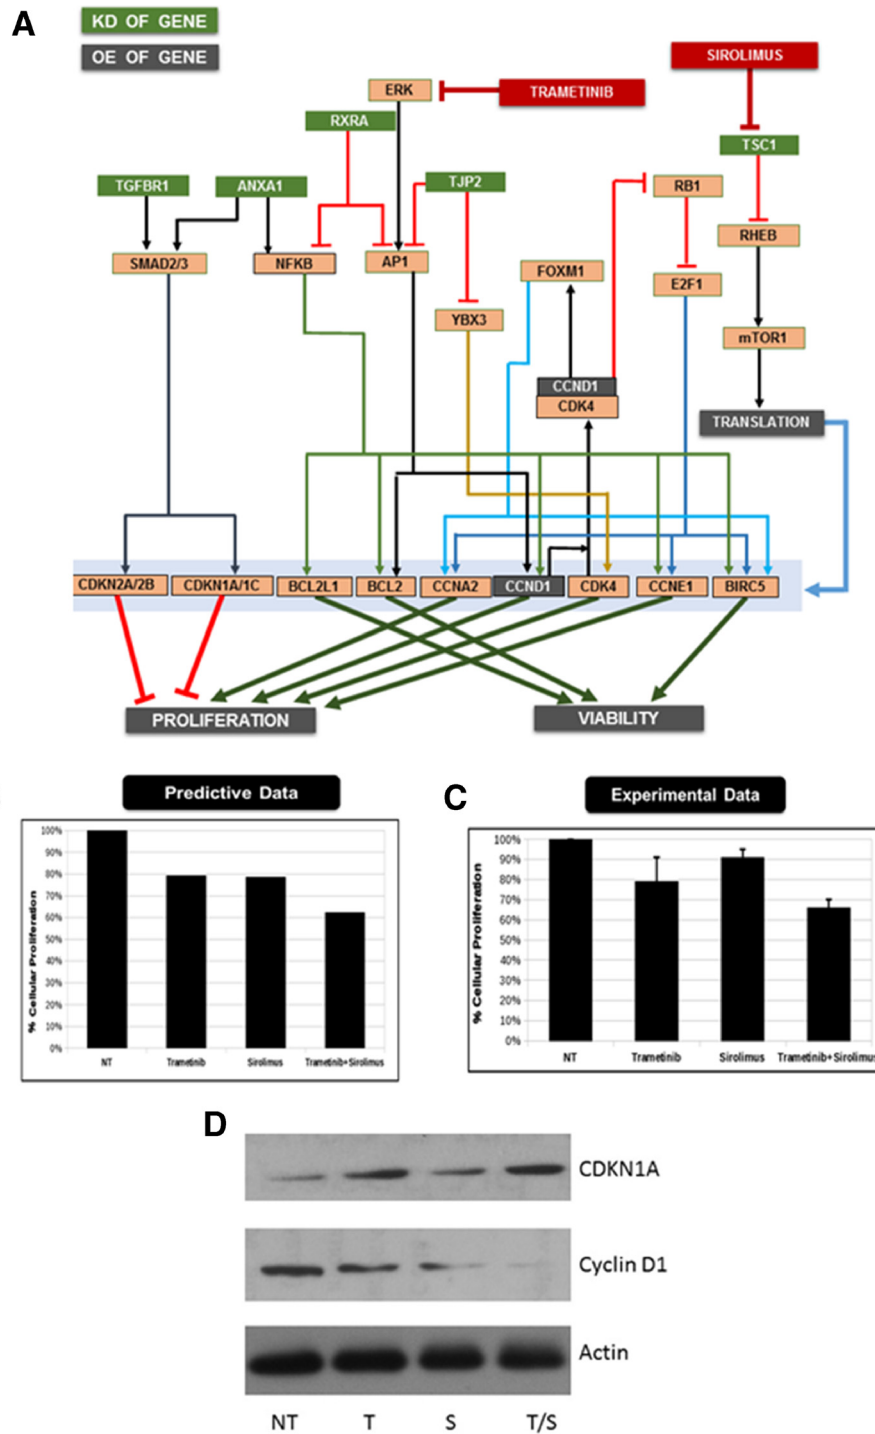 A
KD OF GENE
OE OF GENE
SIROLIMUS
ERK
TRAMETINIB
RXRA
TSC1
TGFBR1
ANXA1
TJP2
RB1
RHEB
SMAD2/3
NFKB
AP1
FOXM1
E2F1
YBX3
mTOR1
CCND1
CDK4
TRANSLATION
CDKN2A/2B
CDKN1A/1C
BCL2L1
BCL2
CCNA2
CCND1
CDK4
CCNE1
BIRC5
PROLIFERATION
VIABILITY
Predictive Data
% Cellular Proliferation
100%
90%
80%
70%
60%
50%
40%
30%
20%
10%
0%
NT
Trametinib
Sirolimus
Trametinib+Sirolimus
C
Experimental Data
% Cellular Proliferation
100%
90%
80%
70%
60%
50%
40%
30%
20%
10%
0%
NT
Trametinib
Sirolimus
Trametinib+Sirolimus
D
CDKN1A
Cyclin D1
Actin
NT T S T/S